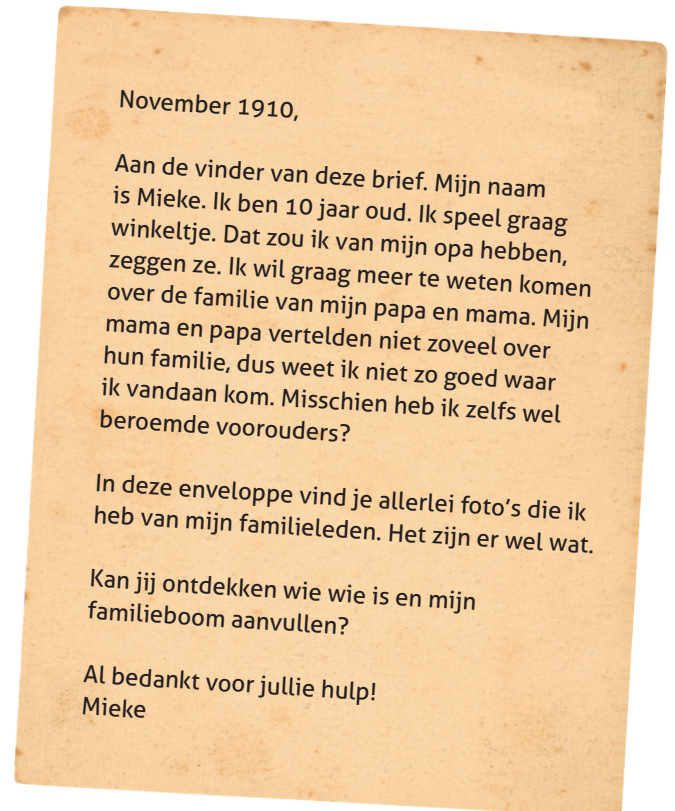 November 1910,
Aan de vinder van deze brief. Mijn naam
is Mieke. Ik ben 10 jaar oud. Ik speel graag
winkeltje. Dat zou ik van mijn opa hebben,
zeggen ze. Ik wil graag meer te weten komen
over de familie van mijn papa en mama. Mijn
mama en papa vertelden niet zoveel over
hun familie, dus weet ik niet zo goed waar
ik vandaan kom. Misschien heb ik zelfs wel
beroemde voorouders?
In deze enveloppe vind je allerlei foto’s die ik
heb van mijn familieleden. Het zijn er wel wat.
Kan jij ontdekken wie wie is en mijn
familieboom aanvullen?
Al bedankt voor jullie hulp!
Mieke